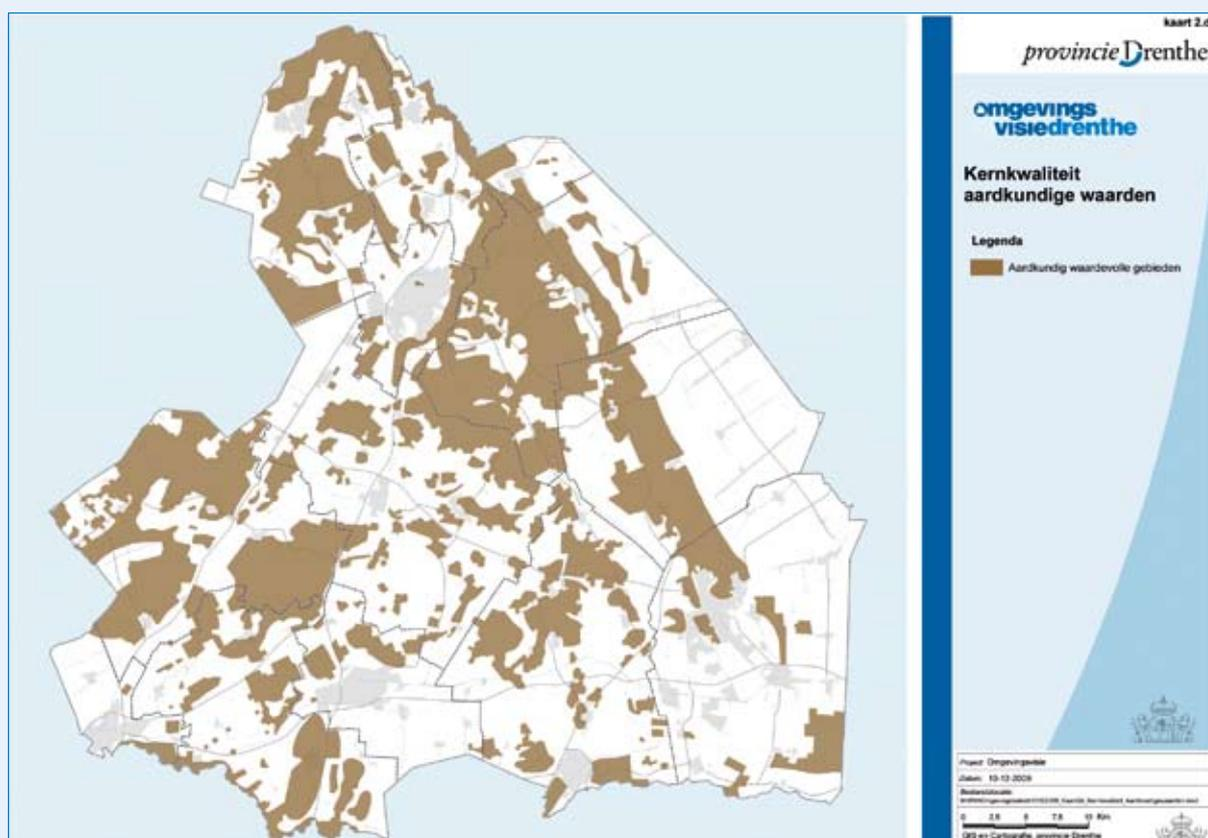 kaart 2.d
provincie Drenthe
omgevings
visiedrenthe
Kernkwaliteit
aardkundige waarden
Legenda
Aardkundig waardevolle gebieden
Project: Omgevingsvisie
Datum: 10-12-2009
Bestandslocatie:
0 2,5 5 7,5 10 Km
GIS en Cartografie, provincie Drenthe